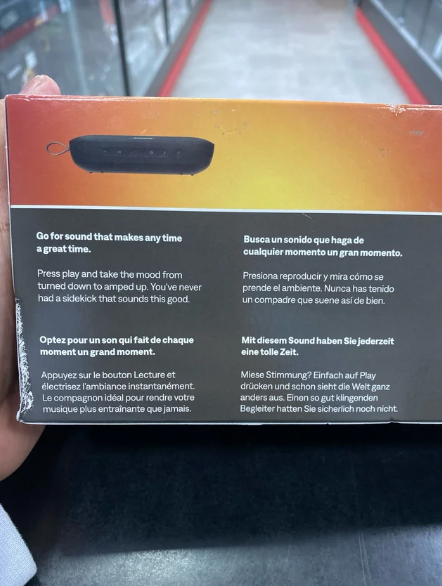 Go for sound that makes any time
a great time.
Press play and take the mood from
turned down to amped up. You've never
had a sidekick that sounds this good.
Busca un sonido que haga de
cualquier momento un gran momento.
Presiona reproducir y mira cómo se
prende el ambiente. Nunca has tenido
un compadre que suene así de bien.
Optez pour un son qui fait de chaque
moment un grand moment.
Appuyez sur le bouton Lecture et
électrisez l'ambiance instantanément.
Le compagnon idéal pour rendre votre
musique plus entraînante que jamais.
Mit diesem Sound haben Sie jederzeit
eine tolle Zeit.
Miese Stimmung? Einfach auf Play
drücken und schon sieht die Welt ganz
anders aus. Einen so gut klingenden
Begleiter hatten Sie sicherlich noch nicht.